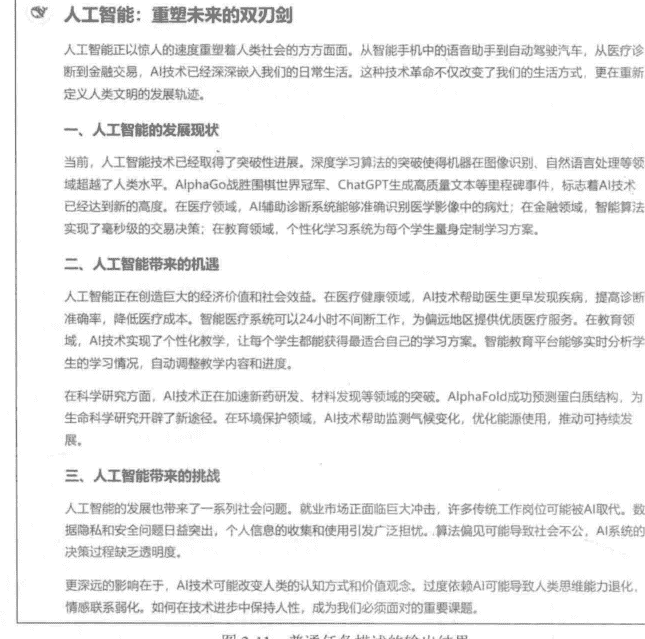 人工智能：重塑未来的双刃剑
人工智能正以惊人的速度重塑着人类社会的方方面面。从智能手机中的语音助手到自动驾驶汽车，从医疗诊
断到金融交易，AI技术已经深深嵌入我们的日常生活。这种技术革命不仅改变了我们的生活方式，更在重新
定义人类文明的发展轨迹。
一、人工智能的发展现状
当前，人工智能技术已经取得了突破性进展。深度学习算法的突破使得机器在图像识别、自然语言处理等领
域超越了人类水平。AlphaGo战胜围棋世界冠军、ChatGPT生成高质量文本等里程碑事件，标志着AI技术
已经达到新的高度。在医疗领域，AI辅助诊断系统能够准确识别医学影像中的病灶；在金融领域，智能算法
实现了毫秒级的交易决策；在教育领域，个性化学习系统为每个学生量身定制学习方案。
二、人工智能带来的机遇
人工智能正在创造巨大的经济价值和社会效益。在医疗健康领域，AI技术帮助医生更早发现疾病，提高诊断
准确率，降低医疗成本。智能医疗系统可以24小时不间断工作，为偏远地区提供优质医疗服务。在教育领
域，AI技术实现了个性化教学，让每个学生都能获得最适合自己的学习方案。智能教育平台能够实时分析学
生的学习情况，自动调整教学内容和进度。
在科学研究方面，AI技术正在加速新药研发、材料发现等领域的突破。AlphaFold成功预测蛋白质结构，为
生命科学研究开辟了新途径。在环境保护领域，AI技术帮助监测气候变化，优化能源使用，推动可持续发
展。
三、人工智能带来的挑战
人工智能的发展也带来了一系列社会问题。就业市场正面临巨大冲击，许多传统工作岗位可能被AI取代。数
据隐私和安全问题日益突出，个人信息的收集和使用引发广泛担忧。算法偏见可能导致社会不公，AI系统的
决策过程缺乏透明度。
更深远的影响在于，AI技术可能改变人类的认知方式和价值观念。过度依赖AI可能导致人类思维能力退化，
情感联系弱化。如何在技术进步中保持人性，成为我们必须面对的重要课题。